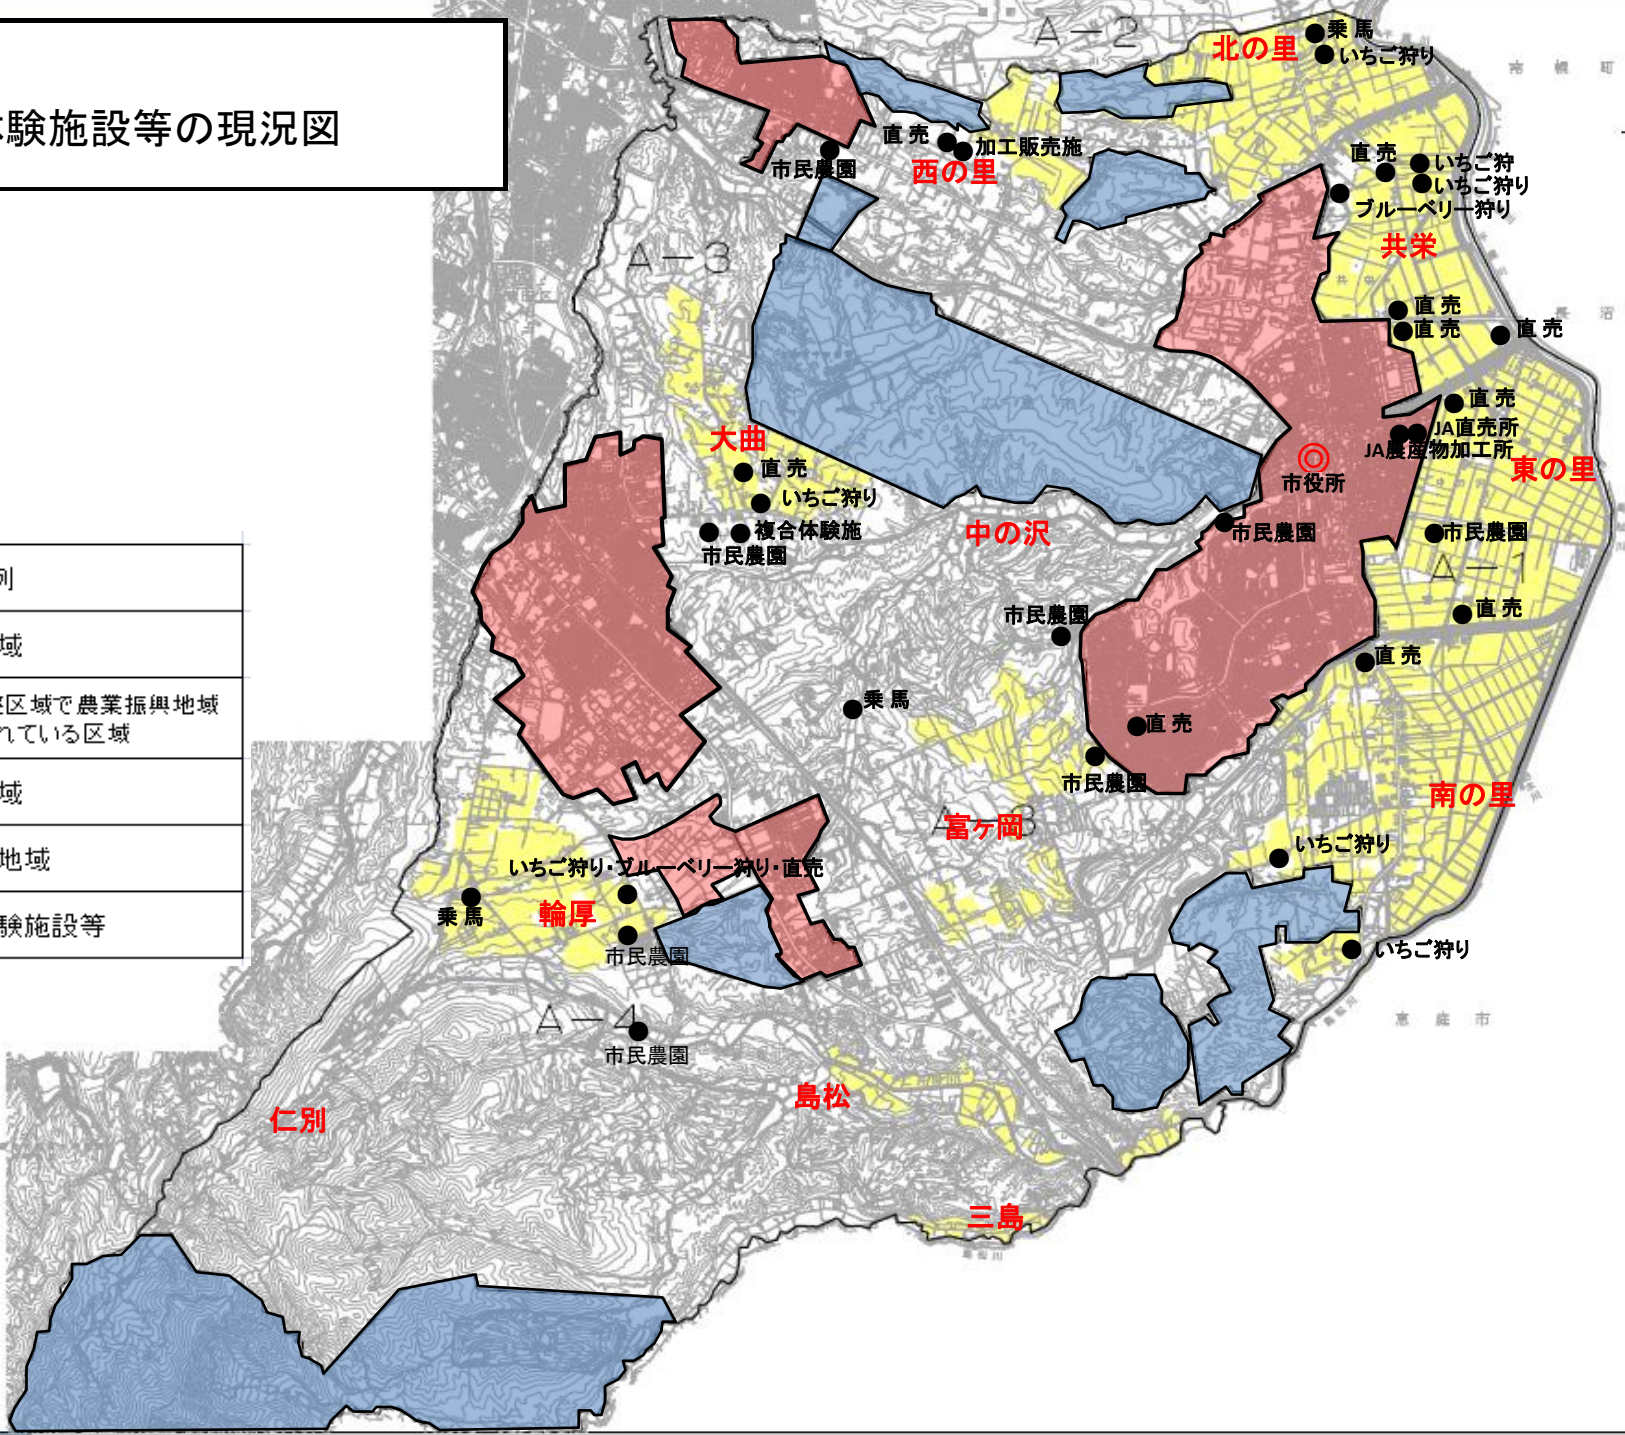 験施設等の現況図
例
域
区域で農業振興地域
れている区域
域
地域
験施設等
A-2
北の里
乗馬
いちご狩り
南幌町
直売
加工販売施
西の里
市民農園
直売
いちご狩
いちご狩り
ブルーベリー狩り
共栄
A-3
直売
直売
直売
長沼
直売
JA直売所
JA農産物加工所
東の里
市役所
大曲
直売
いちご狩り
複合体験施
市民農園
中の沢
市民農園
市民農園
A-1
市民農園
直売
直売
乗馬
直売
市民農園
南の里
富ヶ岡
いちご狩り
いちご狩り・ブルーベリー狩り・直売
乗馬
輪厚
市民農園
いちご狩り
A-4
市民農園
恵庭市
島松
仁別
三島
島松川